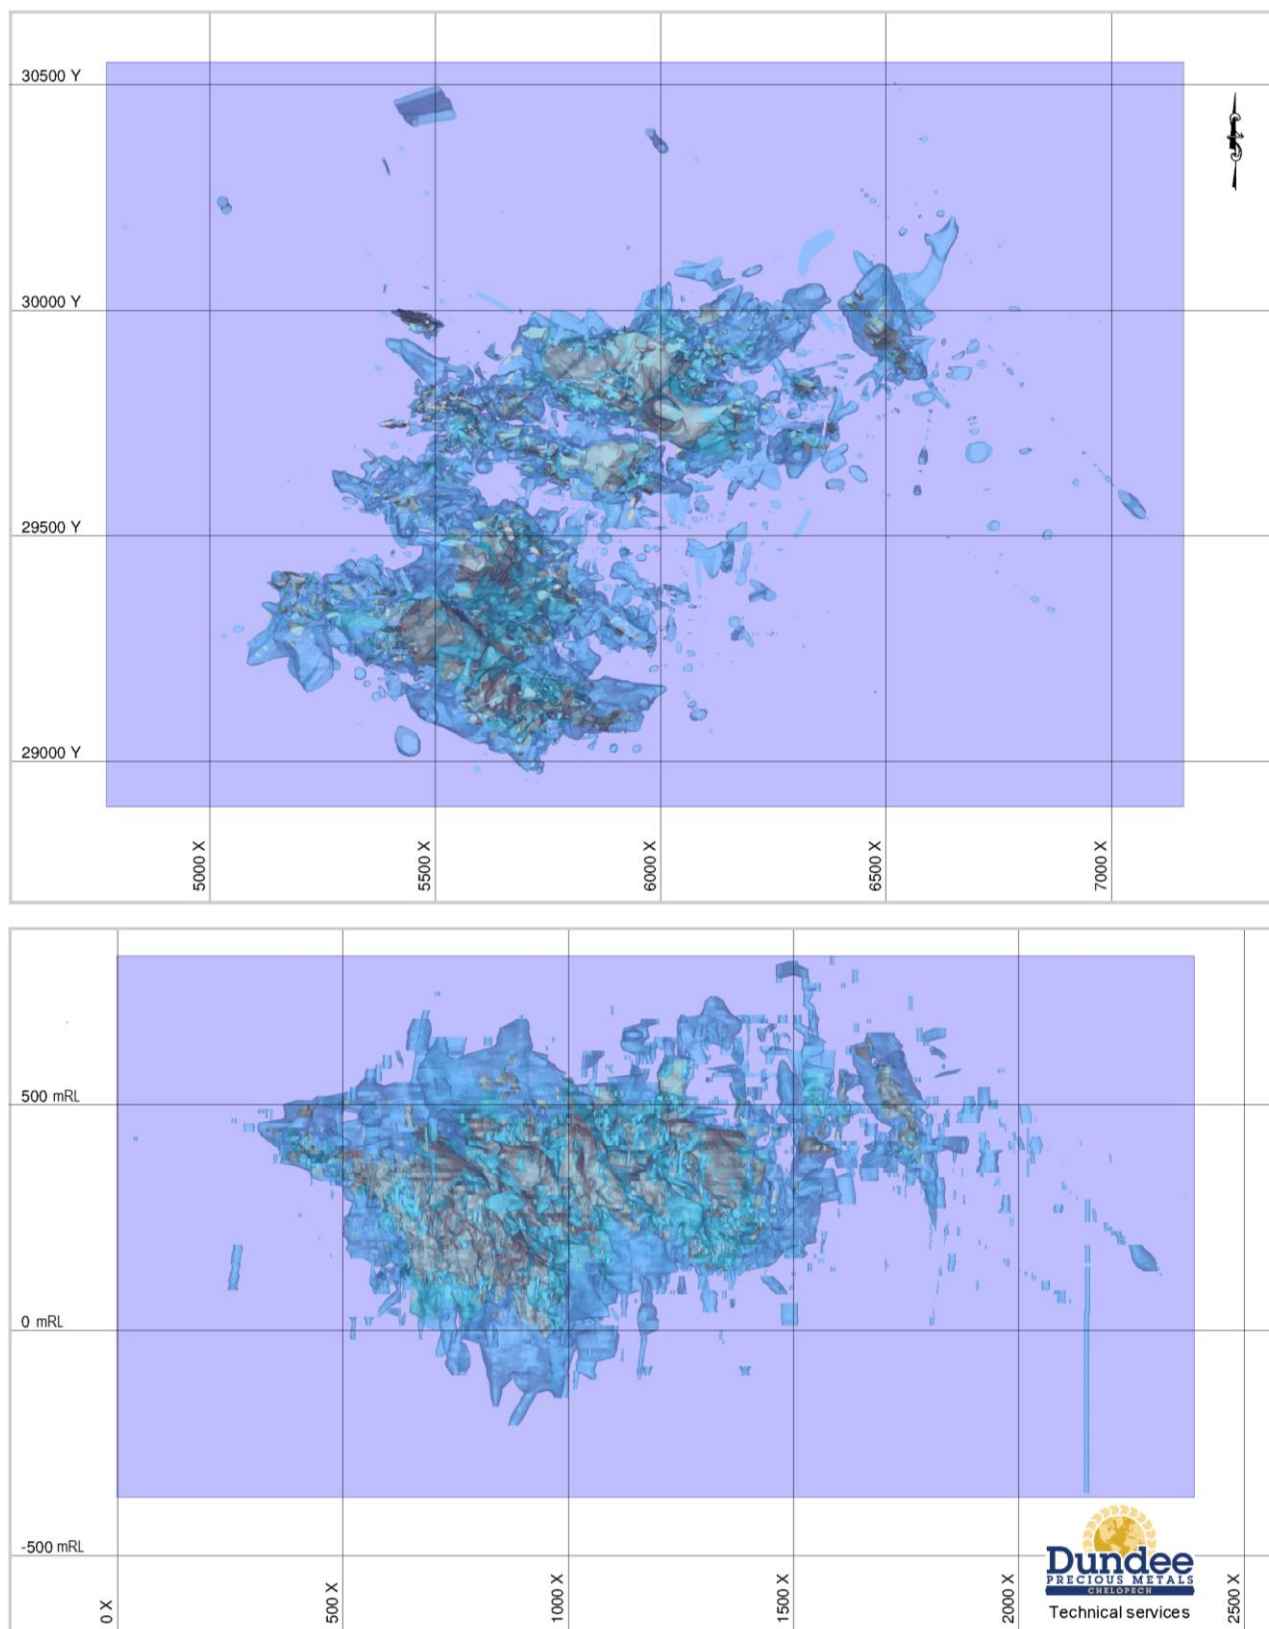 30500 Y
30000 Y
29500 Y
29000 Y
5000 X
5500 X
6000 X
6500 X
7000 X
500 mRL
0 mRL
-500 mRL
0 X
500 X
1000 X
1500 X
2000 X
2500 X
Dundee
PRECIOUS METALS
CHELOPECH
Technical services